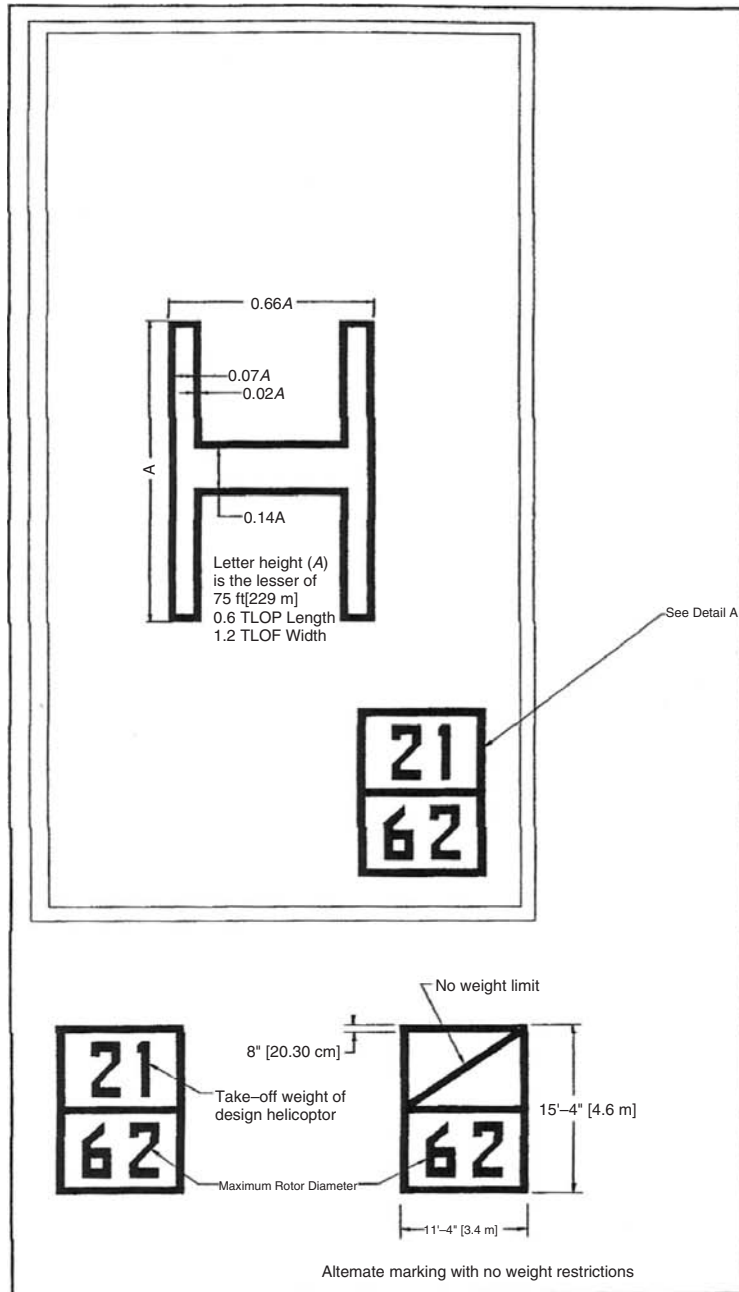 0.66A
0.07A
0.02A
A
0.14A
Letter height (A)
is the lesser of
75 ft[229 m]
0.6 TLOP Length
1.2 TLOF Width
See Detail A
21
62
No weight limit
8" [20.30 cm]
21
Take–off weight of
design helicoptor
15'–4" [4.6 m]
62
62
Maximum Rotor Diameter
11'–4" [3.4 m]
Altemate marking with no weight restrictions